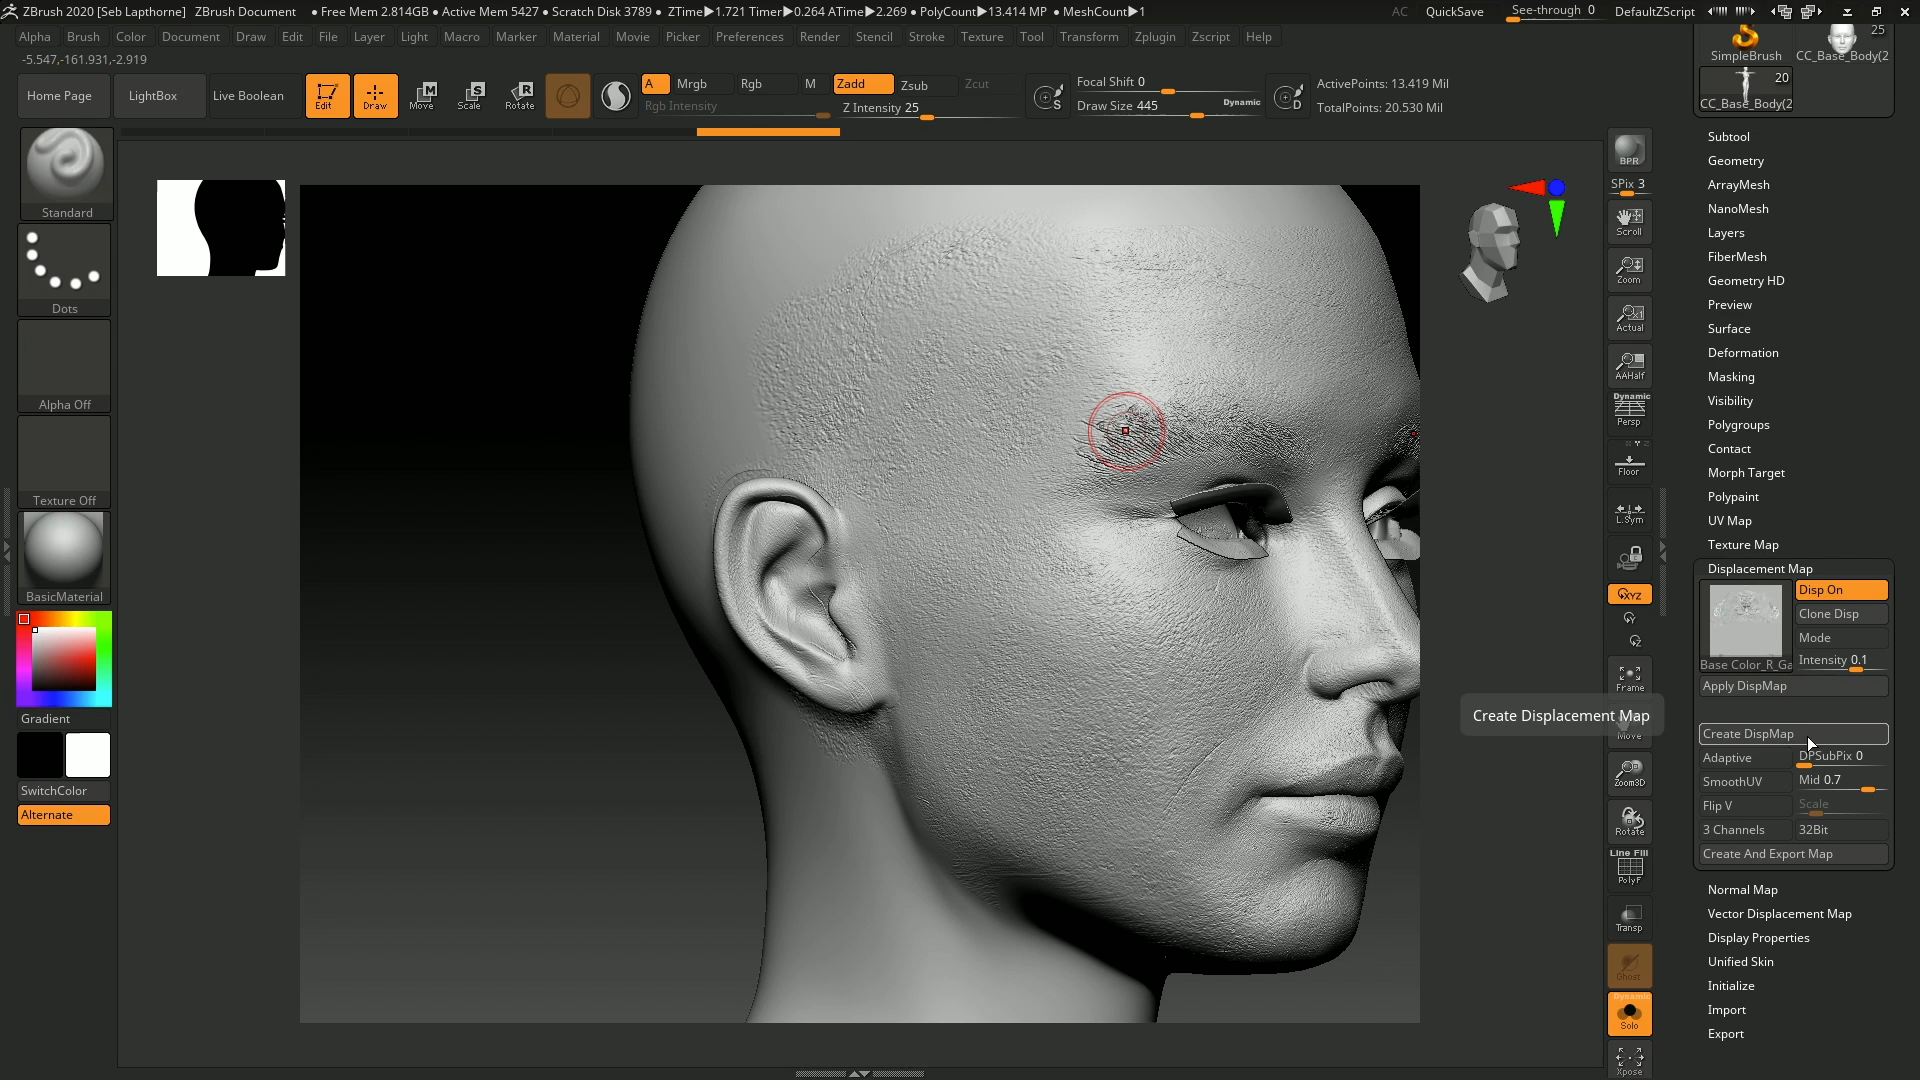 ZBrush 2020 [Seb Lapthorne] ZBrush Document • Free Mem 2.814GB • Active Mem 5427 • Scratch Disk 3789 • ZTime▶1.721 Timer▶0.264 ATime▶2.269 • PolyCount▶13.414 MP • MeshCount▶1 AC QuickSave See-through 0 DefaultZScript
Alpha Brush Color Document Draw Edit File Layer Light Macro Marker Material Movie Picker Preferences Render Stencil Stroke Texture Tool Transform Zplugin Zscript Help
-5.547,-161.931,-2.919
Home Page LightBox Live Boolean
Edit Draw Move Scale Rotate
A Mrgb Rgb M Zadd Zsub Zcut
Rgb Intensity Z Intensity 25
Focal Shift 0
Draw Size 445 Dynamic
ActivePoints: 13.419 Mil
TotalPoints: 20.530 Mil
Standard
Dots
Alpha Off
Texture Off
BasicMaterial
Gradient
SwitchColor
Alternate
BPR
SPix 3
Scroll
Zoom
Actual
AAHalf
Dynamic
Persp
Floor
L.Sym
XYZ
Y
Z
Frame
Move
Zoom3D
Rotate
Line Fill
PolyF
Transp
Ghost
Dynamic
Solo
Xpose
Create Displacement Map
25
SimpleBrush CC_Base_Body(2
20
CC_Base_Body(2
Subtool
Geometry
ArrayMesh
NanoMesh
Layers
FiberMesh
Geometry HD
Preview
Surface
Deformation
Masking
Visibility
Polygroups
Contact
Morph Target
Polypaint
UV Map
Texture Map
Displacement Map
Disp On
Clone Disp
Mode
Base Color_R_Ga Intensity 0.1
Apply DispMap
Create DispMap
Adaptive DPSubPix 0
SmoothUV Mid 0.7
Flip V Scale
3 Channels 32Bit
Create And Export Map
Normal Map
Vector Displacement Map
Display Properties
Unified Skin
Initialize
Import
Export